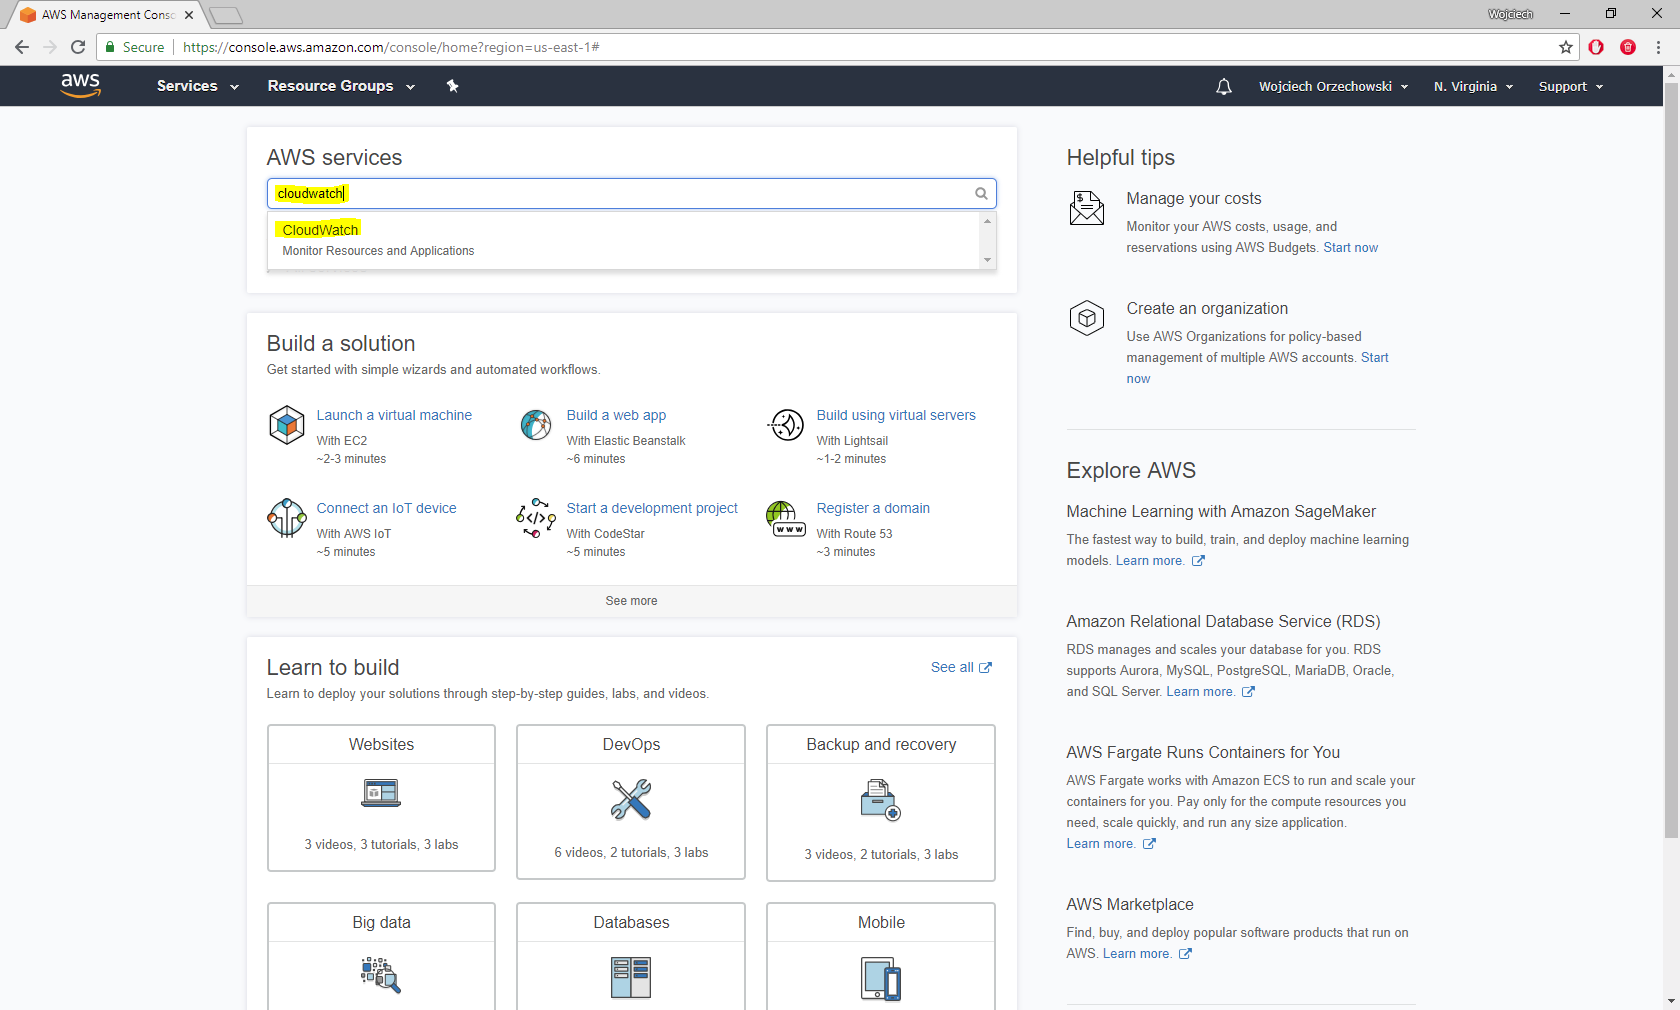 AWS Management Conso
Wojciech
Secure
https://console.aws.amazon.com/console/home?region=us-east-1#
aws
Services
Resource Groups
Wojciech Orzechowski
N. Virginia
Support
AWS services
cloudwatch
CloudWatch
Monitor Resources and Applications
Build a solution
Get started with simple wizards and automated workflows.
Launch a virtual machine
With EC2
~2-3 minutes
Build a web app
With Elastic Beanstalk
~6 minutes
Build using virtual servers
With Lightsail
~1-2 minutes
Connect an IoT device
With AWS IoT
~5 minutes
Start a development project
With CodeStar
~5 minutes
www
Register a domain
With Route 53
~3 minutes
See more
Learn to build
See all
Learn to deploy your solutions through step-by-step guides, labs, and videos.
Websites
3 videos, 3 tutorials, 3 labs
DevOps
6 videos, 2 tutorials, 3 labs
Backup and recovery
3 videos, 2 tutorials, 3 labs
Big data
Databases
Mobile
Helpful tips
Manage your costs
Monitor your AWS costs, usage, and
reservations using AWS Budgets. Start now
Create an organization
Use AWS Organizations for policy-based
management of multiple AWS accounts. Start
now
Explore AWS
Machine Learning with Amazon SageMaker
The fastest way to build, train, and deploy machine learning
models. Learn more.
Amazon Relational Database Service (RDS)
RDS manages and scales your database for you. RDS
supports Aurora, MySQL, PostgreSQL, MariaDB, Oracle,
and SQL Server. Learn more.
AWS Fargate Runs Containers for You
AWS Fargate works with Amazon ECS to run and scale your
containers for you. Pay only for the compute resources you
need, scale quickly, and run any size application.
Learn more.
AWS Marketplace
Find, buy, and deploy popular software products that run on
AWS. Learn more.